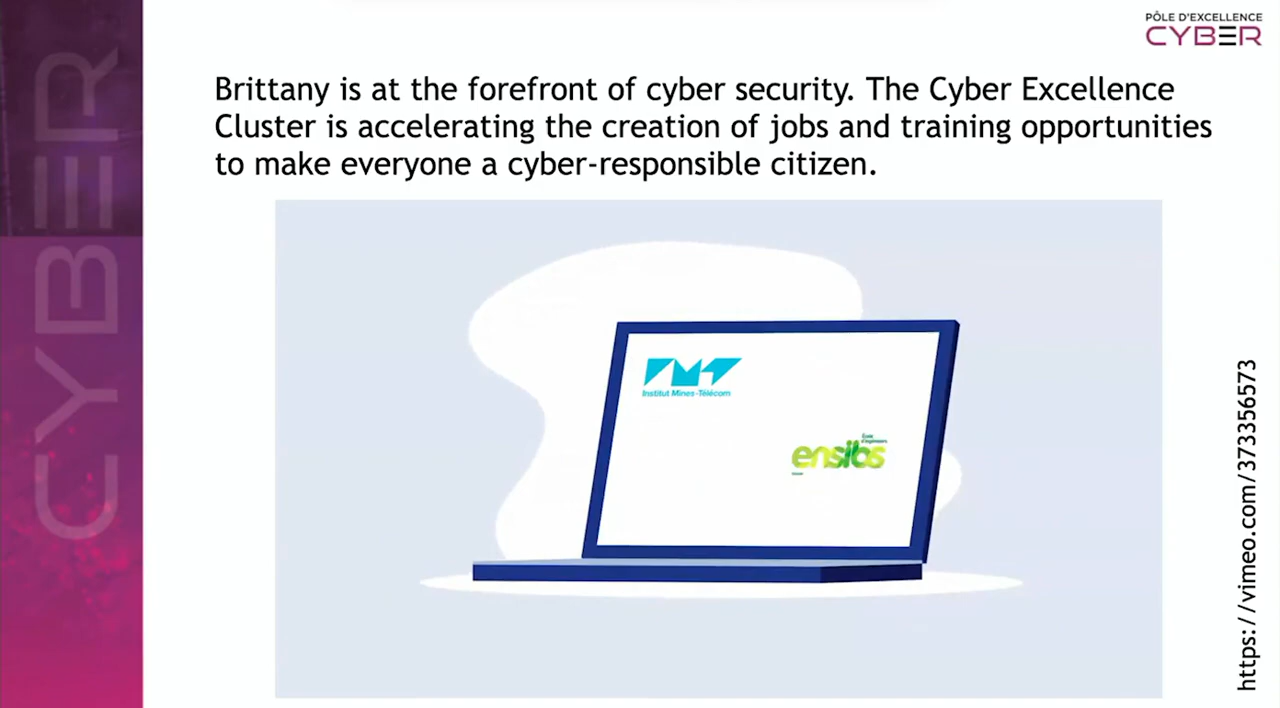 PÔLE D'EXCELLENCE
CYBER
CYBER
Brittany is at the forefront of cyber security. The Cyber Excellence
Cluster is accelerating the creation of jobs and training opportunities
to make everyone a cyber-responsible citizen.
Institut Mines-Télécom
École
d'ingénieurs
ensibs
https://vimeo.com/373356573